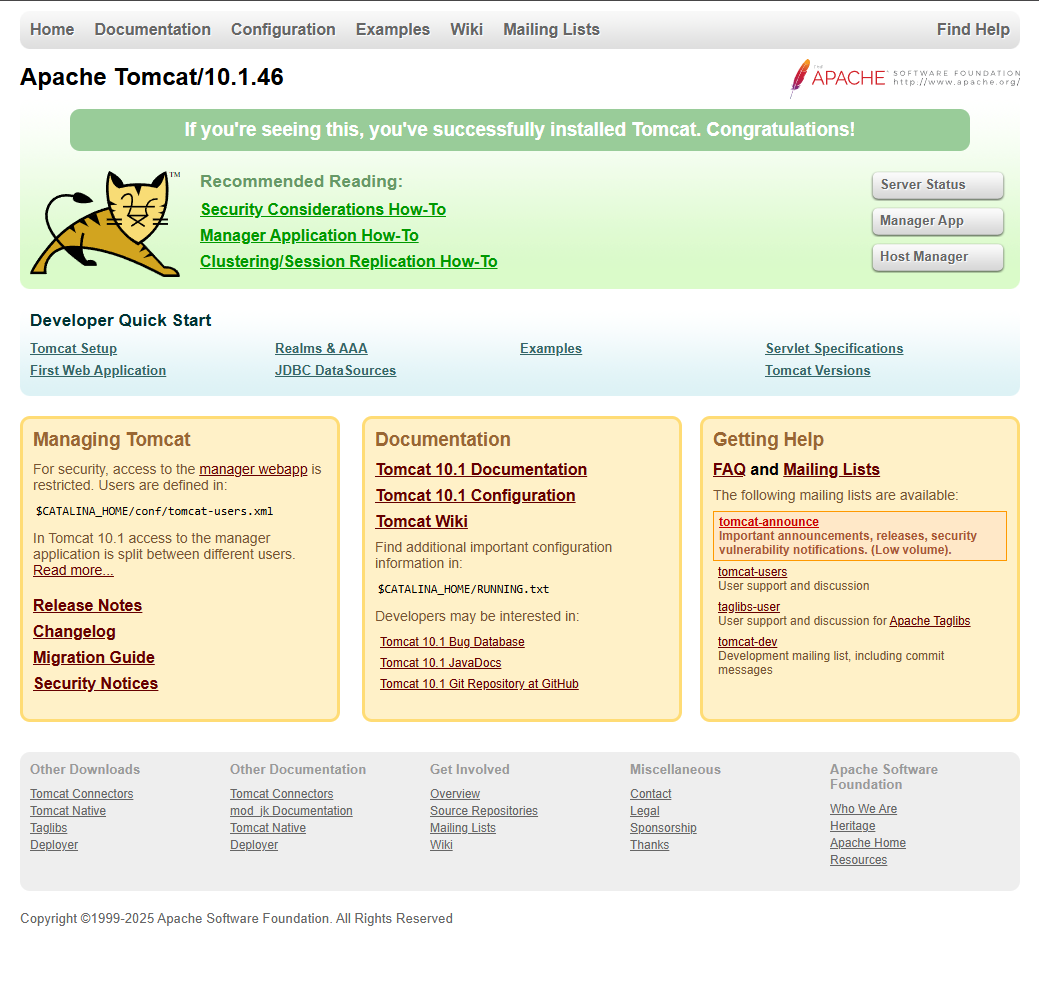 Home Documentation Configuration Examples Wiki Mailing Lists Find Help
Apache Tomcat/10.1.46
THE
APACHE SOFTWARE FOUNDATION
http://www.apache.org/
If you're seeing this, you've successfully installed Tomcat. Congratulations!
TM
Recommended Reading:
Security Considerations How-To
Manager Application How-To
Clustering/Session Replication How-To
Server Status
Manager App
Host Manager
Developer Quick Start
Tomcat Setup
First Web Application
Realms & AAA
JDBC DataSources
Examples
Servlet Specifications
Tomcat Versions
Managing Tomcat
For security, access to the manager webapp is
restricted. Users are defined in:
$CATALINA_HOME/conf/tomcat-users.xml
In Tomcat 10.1 access to the manager
application is split between different users.
Read more...
Release Notes
Changelog
Migration Guide
Security Notices
Documentation
Tomcat 10.1 Documentation
Tomcat 10.1 Configuration
Tomcat Wiki
Find additional important configuration
information in:
$CATALINA_HOME/RUNNING.txt
Developers may be interested in:
Tomcat 10.1 Bug Database
Tomcat 10.1 JavaDocs
Tomcat 10.1 Git Repository at GitHub
Getting Help
FAQ and Mailing Lists
The following mailing lists are available:
tomcat-announce
Important announcements, releases, security
vulnerability notifications. (Low volume).
tomcat-users
User support and discussion
taglibs-user
User support and discussion for Apache Taglibs
tomcat-dev
Development mailing list, including commit
messages
Other Downloads
Tomcat Connectors
Tomcat Native
Taglibs
Deployer
Other Documentation
Tomcat Connectors
mod_jk Documentation
Tomcat Native
Deployer
Get Involved
Overview
Source Repositories
Mailing Lists
Wiki
Miscellaneous
Contact
Legal
Sponsorship
Thanks
Apache Software
Foundation
Who We Are
Heritage
Apache Home
Resources
Copyright ©1999-2025 Apache Software Foundation. All Rights Reserved